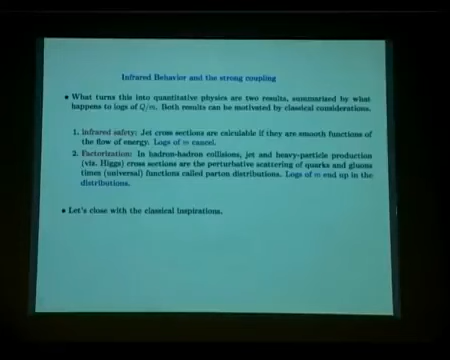 Infrared Behavior and the strong coupling
• What turns this into quantitative physics are two results, summarized by what
happens to logs of Q/m. Both results can be motivated by classical considerations.
1. Infrared safety: Jet cross sections are calculable if they are smooth functions of
the flow of energy. Logs of m cancel.
2. Factorization: In hadron-hadron collisions, jet and heavy-particle production
(viz. Higgs) cross sections are the perturbative scattering of quarks and gluons
times (universal) functions called parton distributions. Logs of m end up in the
distributions.
• Let's close with the classical inspirations.